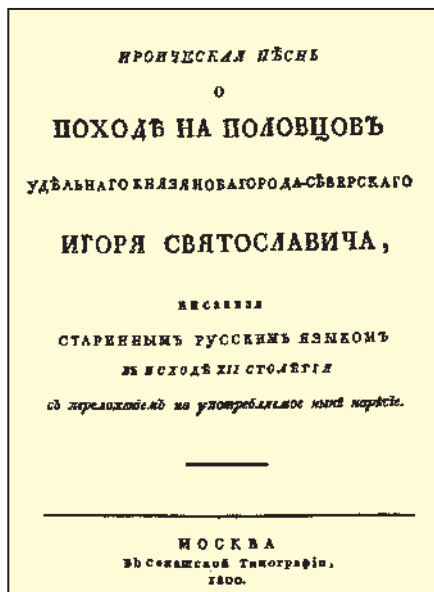 ИРОИЧЕСКАЯ ПѢСНЬ
О
ПОХОДѢ НА ПОЛОВЦОВЪ
УДѢЛЬНАГО КНЯЗЯ НОВАГОРОДА-СѢВЕРСКАГО
ИГОРЯ СВЯТОСЛАВИЧА,
ПИСАННАЯ
СТАРИННЫМЪ РУССКИМЪ ЯЗЫКОМЪ
ВЪ ИСХОДѢ XII СТОЛѢТІЯ
съ переложеніемъ на употребляемое нынѣ нарѣчіе.
МОСКВА
Въ Сенатской Типографіи,
1800.